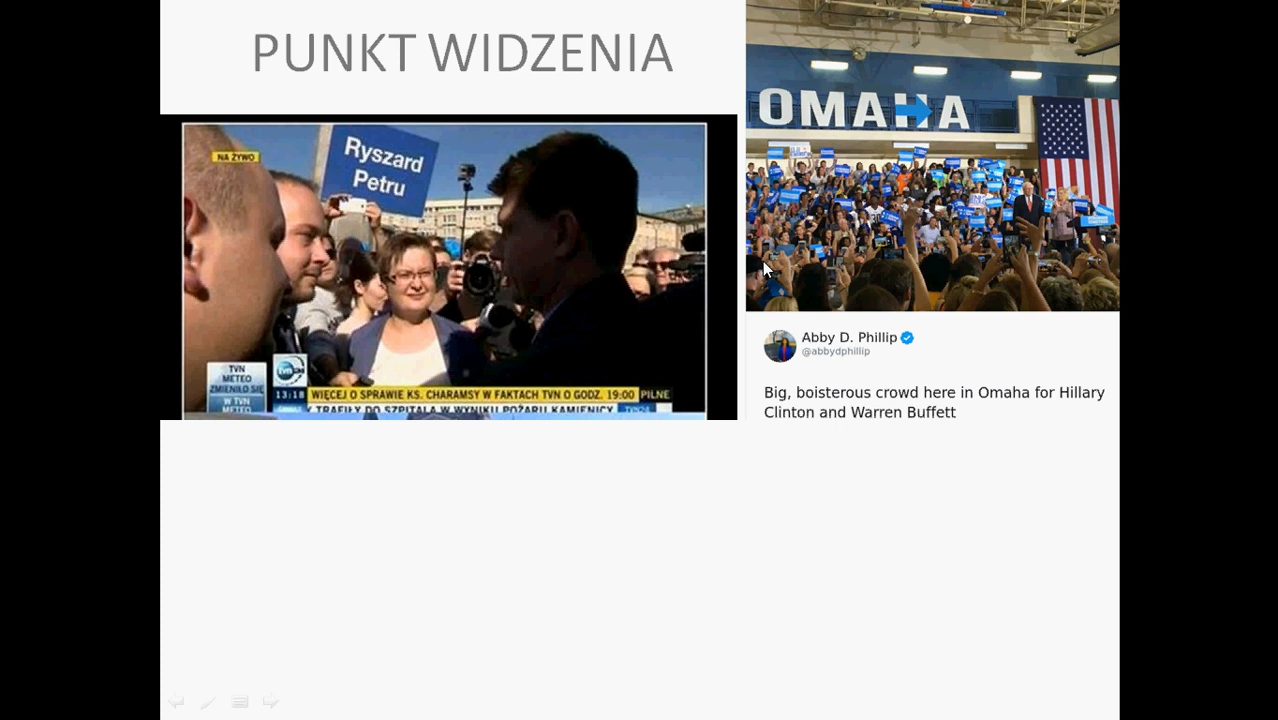 PUNKT WIDZENIA
NA ŻYWO
Ryszard
Petru
TVN
METEO
ZMIENIŁO SIĘ
W TVN
METEO
tvn
13:18
WIĘCEJ O SPRAWIE KS. CHARAMSY W FAKTACH TVN O GODZ. 19:00
PILNE
TRAFIŁY DO SZPITALA W WYNIKU POŻARU KAMIENICY
OMAHA
Abby D. Phillip
@abbydphillip
Big, boisterous crowd here in Omaha for Hillary
Clinton and Warren Buffett